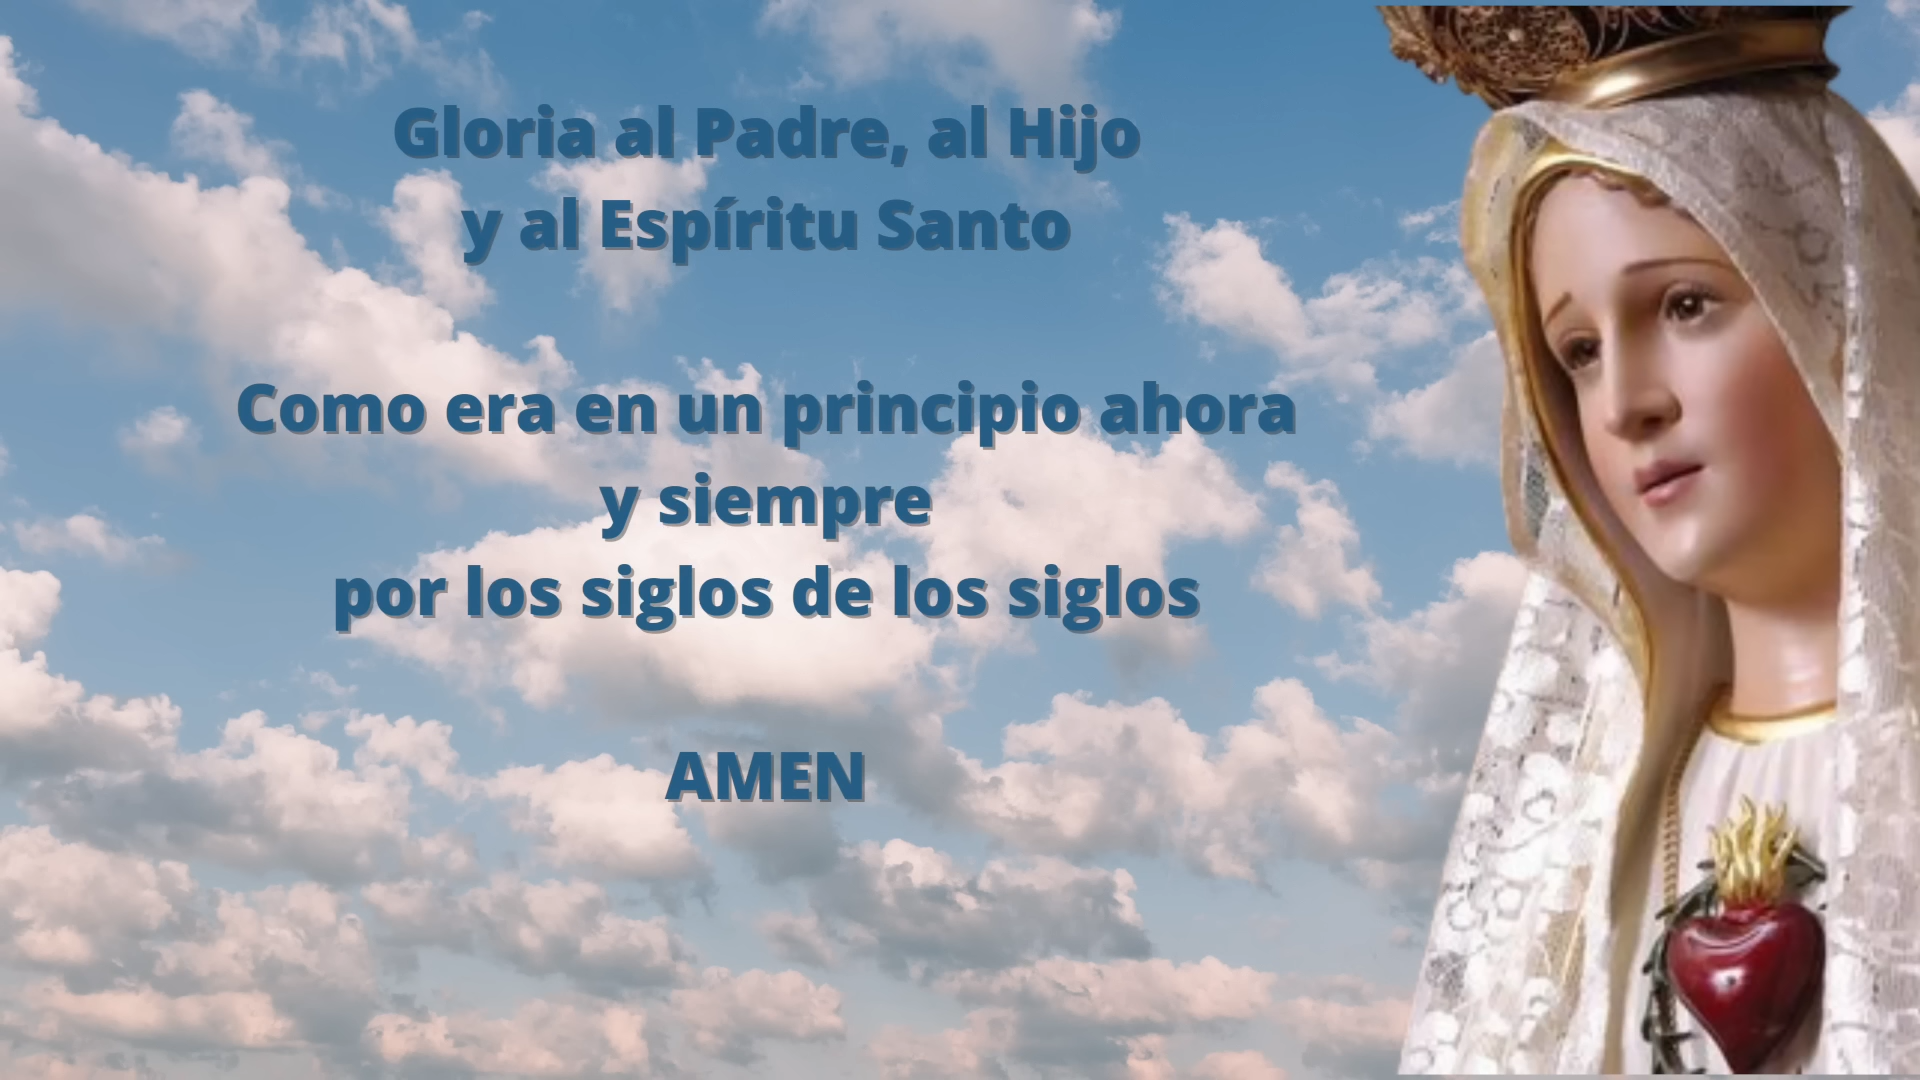 Gloria al Padre, al Hijo
y al Espíritu Santo
Como era en un principio ahora
y siempre
por los siglos de los siglos
AMEN